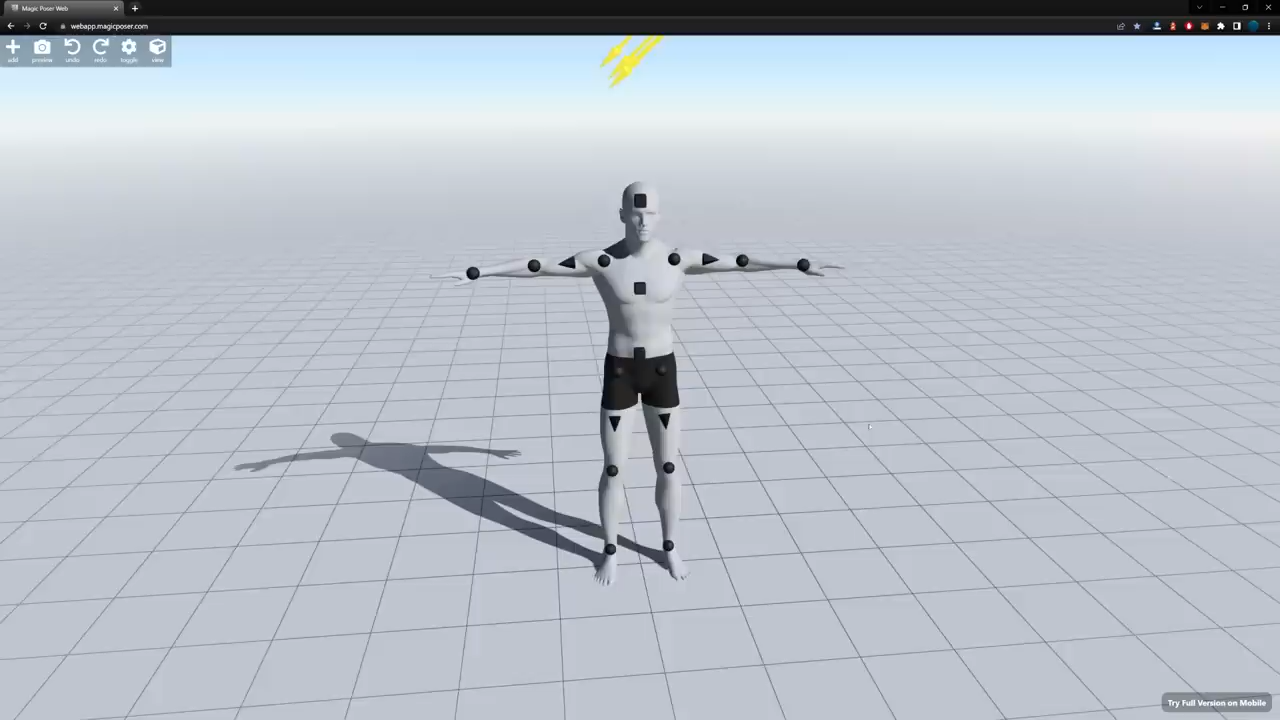 Magic Poser Web
webapp.magicposer.com
add
preview
undo
redo
toggle
view
Try Full Version on Mobile